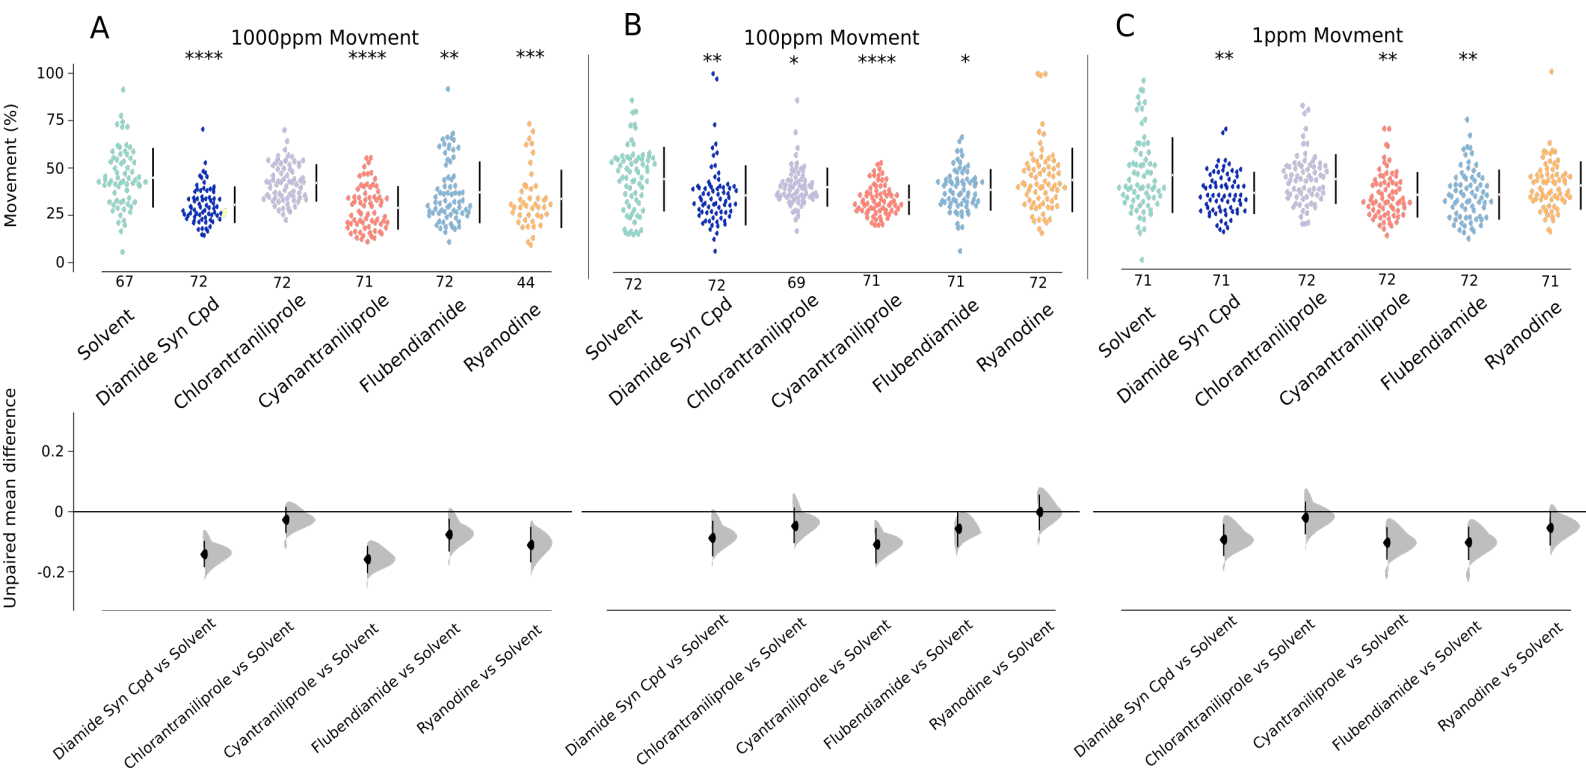 A
B
C
1000ppm Movment
100ppm Movment
1ppm Movment
**** **** ** ***
** * **** *
** ** **
Movement (%)
100
75
50
25
0
67 72 72 71 72 44
72 72 69 71 71 72
71 71 72 72 72 71
Solvent
Diamide Syn Cpd
Chlorantraniliprole
Cyanantraniliprole
Flubendiamide
Ryanodine
Solvent
Diamide Syn Cpd
Chlorantraniliprole
Cyanantraniliprole
Flubendiamide
Ryanodine
Solvent
Diamide Syn Cpd
Chlorantraniliprole
Cyanantraniliprole
Flubendiamide
Ryanodine
Unpaired mean difference
0.2
0
-0.2
Diamide Syn Cpd vs Solvent
Chlorantraniliprole vs Solvent
Cyantraniliprole vs Solvent
Flubendiamide vs Solvent
Ryanodine vs Solvent
Diamide Syn Cpd vs Solvent
Chlorantraniliprole vs Solvent
Cyantraniliprole vs Solvent
Flubendiamide vs Solvent
Ryanodine vs Solvent
Diamide Syn Cpd vs Solvent
Chlorantraniliprole vs Solvent
Cyantraniliprole vs Solvent
Flubendiamide vs Solvent
Ryanodine vs Solvent